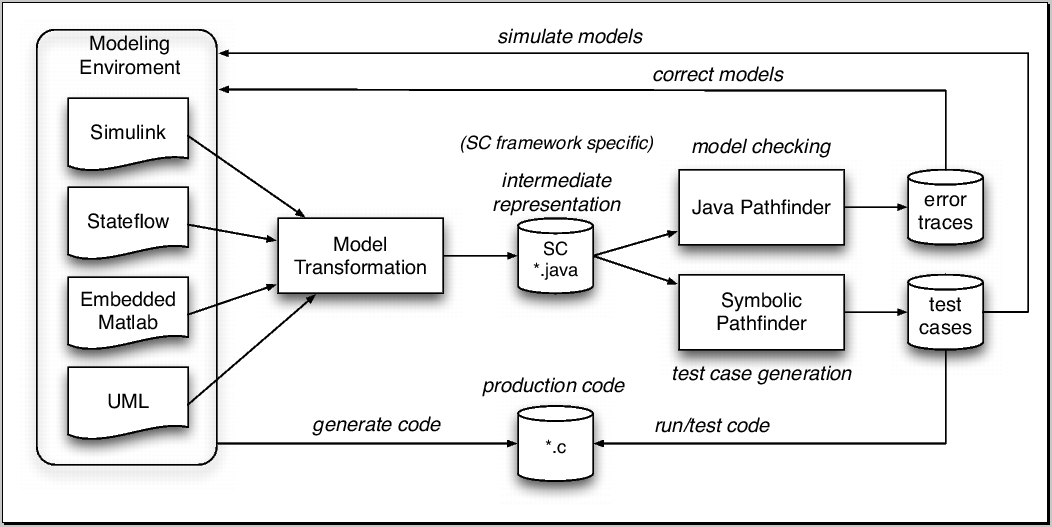 Modeling
Enviroment
simulate models
correct models
Simulink
Stateflow
Embedded
Matlab
UML
Model
Transformation
(SC framework specific)
intermediate
representation
SC
*.java
model checking
Java Pathfinder
error
traces
Symbolic
Pathfinder
test case generation
test
cases
production code
generate code
*.c
run/test code